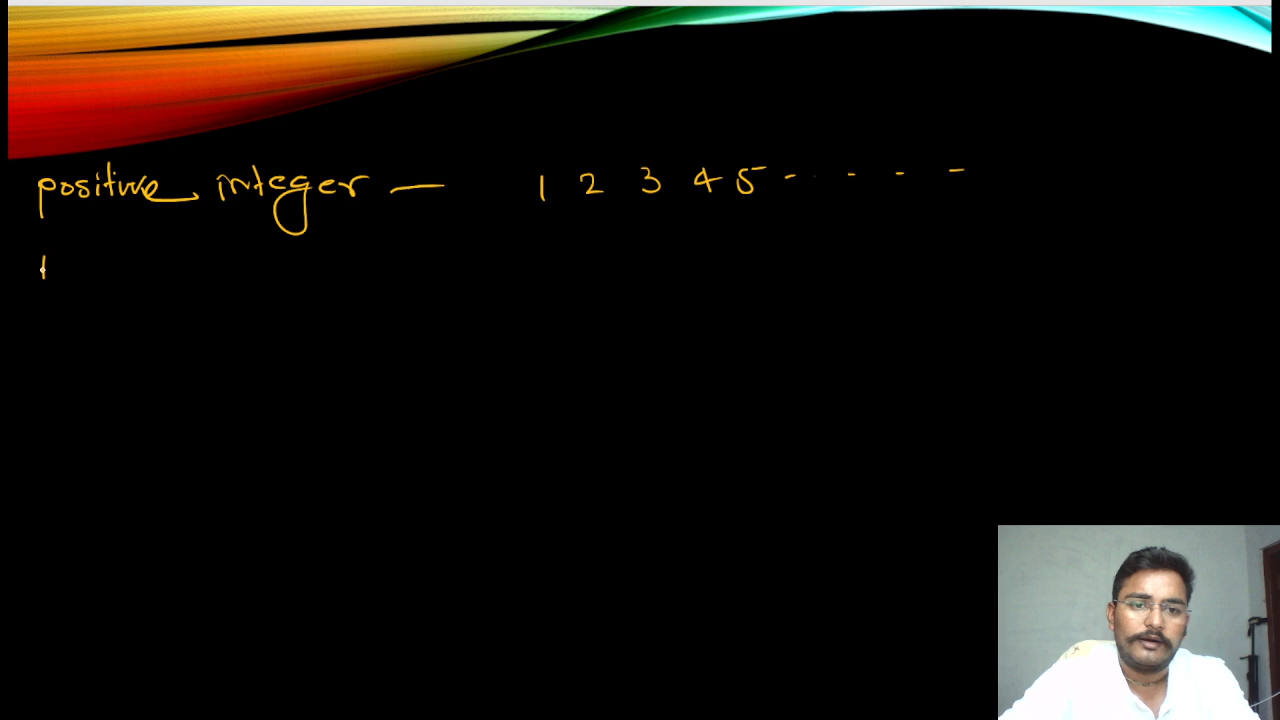 positive integer — 1 2 3 4 5 - - - -